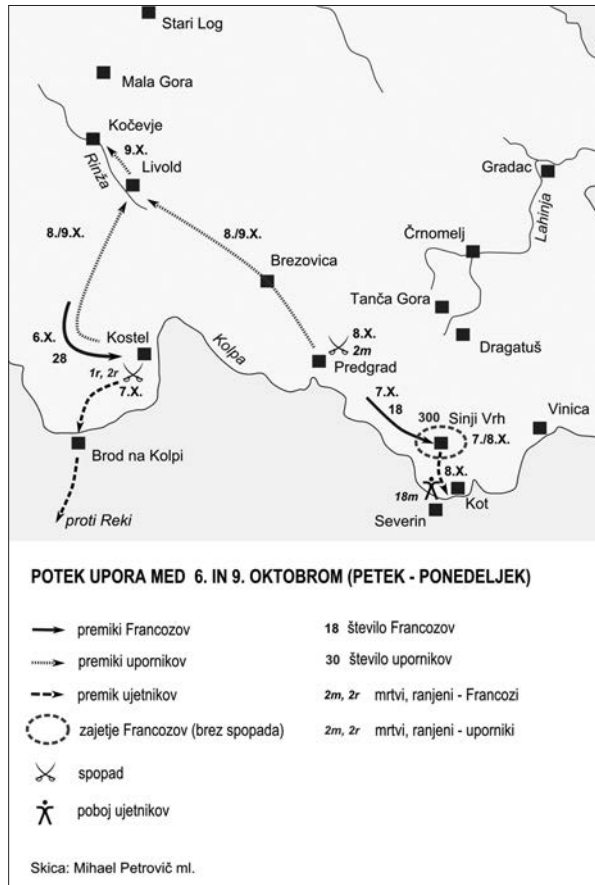 Stari Log
Mala Gora
Kočevje
9.X.
Rinža
Livold
Gradac
Lahinja
8./9.X.
8./9.X.
Črnomelj
Brezovica
Tanča Gora
Kolpa
6.X.
28
Kostel
8.X.
2m
Dragatuš
1r, 2r
7.X.
Predgrad
7.X.
18
300
Sinji Vrh
Vinica
7./8.X.
Brod na Kolpi
8.X.
18m
Kot
Severin
proti Reki
POTEK UPORA MED 6. IN 9. OKTOBROM (PETEK - PONEDELJEK)
premiki Francozov
18 število Francozov
premiki upornikov
30 število upornikov
premik ujetnikov
2m, 2r mrtvi, ranjeni - Francozi
zajetje Francozov (brez spopada)
2m, 2r mrtvi, ranjeni - uporniki
spopad
poboj ujetnikov
Skica: Mihael Petrovič ml.